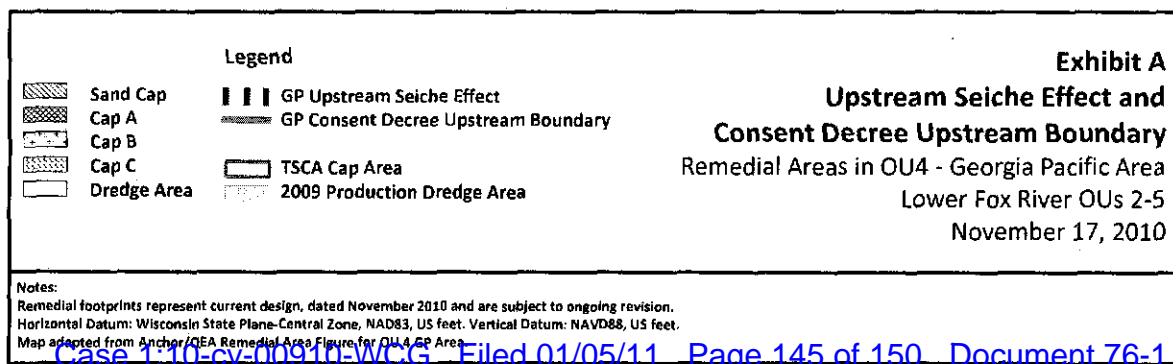 Legend
Sand Cap
Cap A
Cap B
Cap C
Dredge Area
GP Upstream Seiche Effect
GP Consent Decree Upstream Boundary
TSCA Cap Area
2009 Production Dredge Area
Exhibit A
Upstream Seiche Effect and
Consent Decree Upstream Boundary
Remedial Areas in OU4 - Georgia Pacific Area
Lower Fox River OUs 2-5
November 17, 2010
Notes:
Remedial footprints represent current design, dated November 2010 and are subject to ongoing revision.
Horizontal Datum: Wisconsin State Plane-Central Zone, NAD83, US feet. Vertical Datum: NAVD88, US feet.
Map adapted from Anchor/QEA Remedial Area Figure for OU4 GP Area.
Case 1:10-cv-00910-WCG Filed 01/05/11 Page 145 of 150 Document 76-1